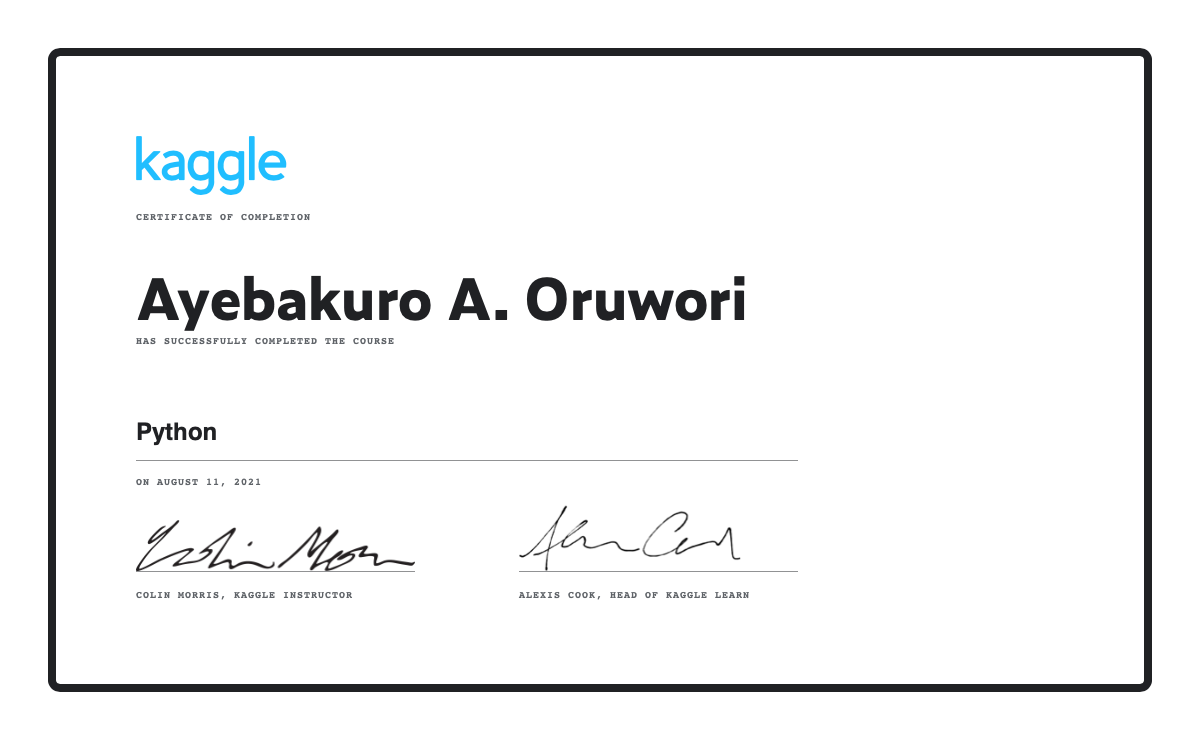 kaggle
CERTIFICATE OF COMPLETION
Ayebakuro A. Oruwori
HAS SUCCESSFULLY COMPLETED THE COURSE
Python
ON AUGUST 11, 2021
Colin Morris
Alexis Cook
COLIN MORRIS, KAGGLE INSTRUCTOR
ALEXIS COOK, HEAD OF KAGGLE LEARN